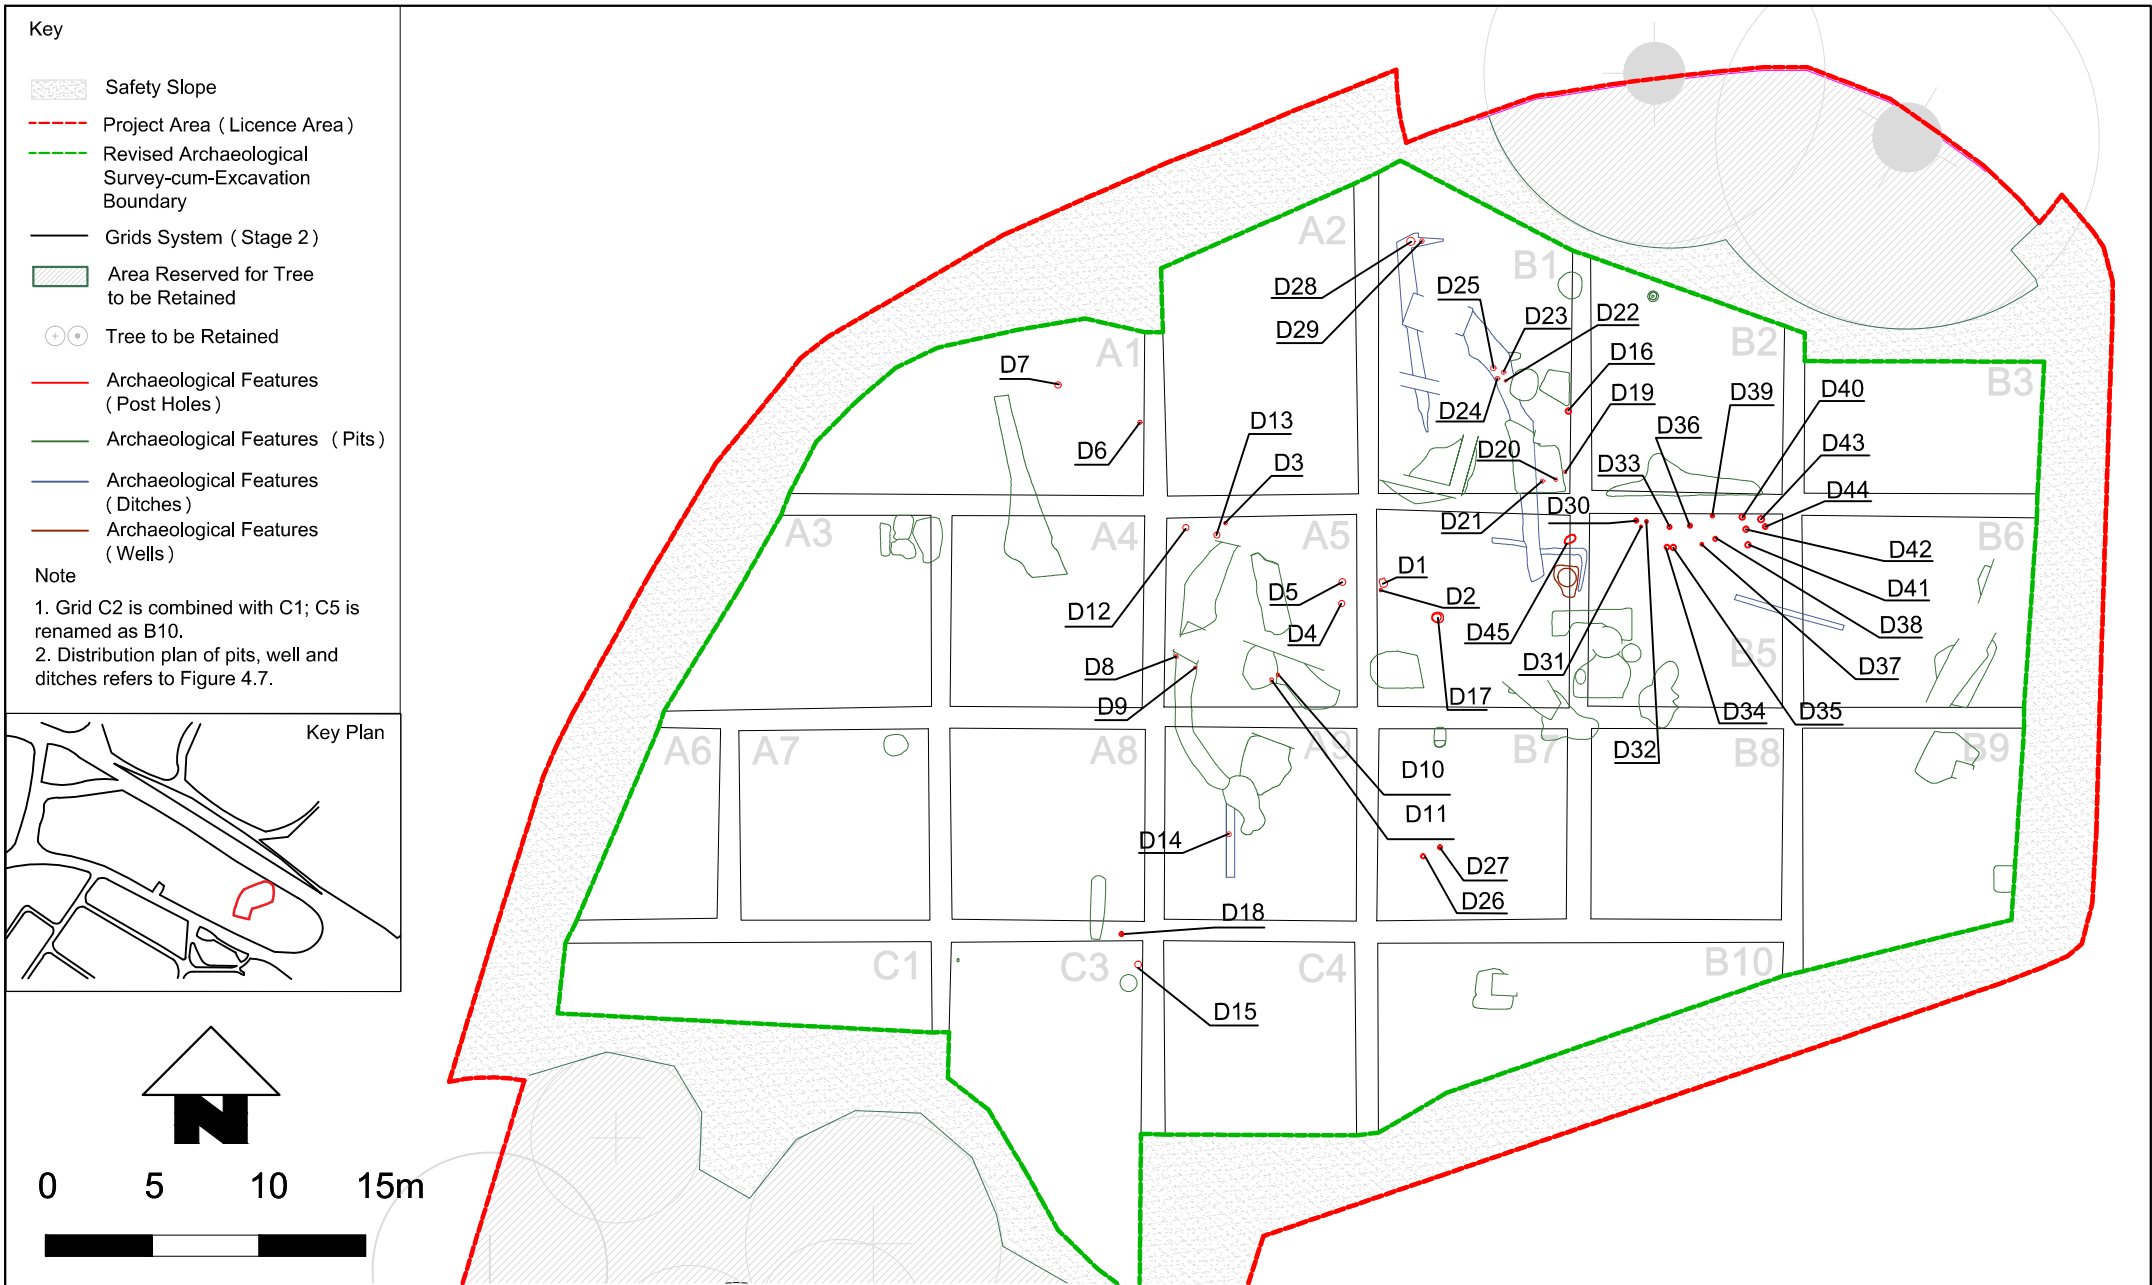 Key
Safety Slope
Project Area ( Licence Area )
Revised Archaeological
Survey-cum-Excavation
Boundary
Grids System ( Stage 2 )
Area Reserved for Tree
to be Retained
Tree to be Retained
Archaeological Features
( Post Holes )
Archaeological Features ( Pits )
Archaeological Features
( Ditches )
Archaeological Features
( Wells )
Note
1. Grid C2 is combined with C1; C5 is
renamed as B10.
2. Distribution plan of pits, well and
ditches refers to Figure 4.7.
Key Plan
N
0 5 10 15m
A2
B1
D28
D25
D29
D23
D22
A1
B2
D7
D16
B3
D24
D19
D39
D40
D13
D36
D6
D3
D20
D33
D43
D44
D30
D21
A3
A4
A5
B6
D42
D1
D5
D2
D41
D12
D4
D45
D38
D31
B5
D8
D37
D9
D17
D34
D35
A6
A7
A8
A9
B7
D32
B8
B9
D10
D11
D14
D27
D26
D18
C1
C3
C4
B10
D15